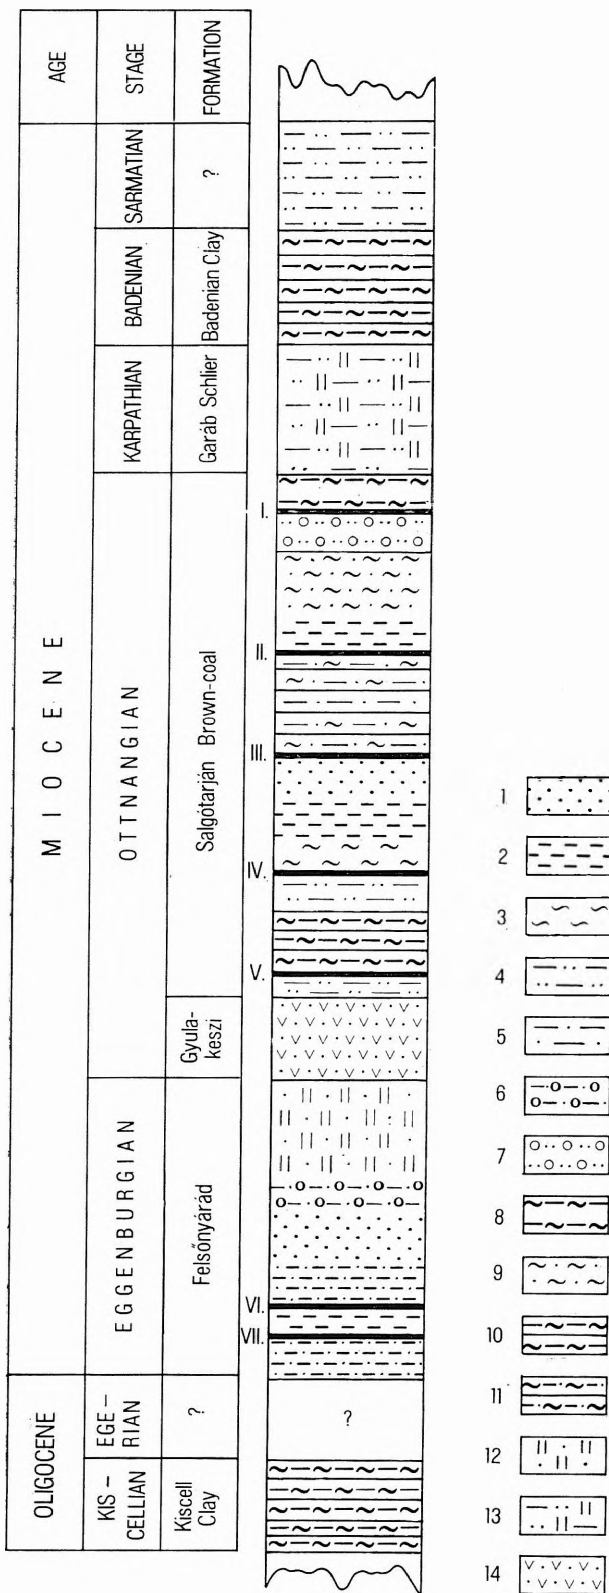 AGE
STAGE
FORMATION
MIOCENE
SARMATIAN
?
BADENIAN
Badenian Clay
KARPATHIAN
Garáb Schlier
OTTNANGIAN
Salgótarján Brown-coal
I.
II.
III.
IV.
V.
Gyula-
keszi
EGGENBURGIAN
Felsőnyárád
VI.
VII.
OLIGOCENE
EGE-
RIAN
?
?
KIS-
CELLIAN
Kiscell
Clay
1
2
3
4
5
6
7
8
9
10
11
12
13
14